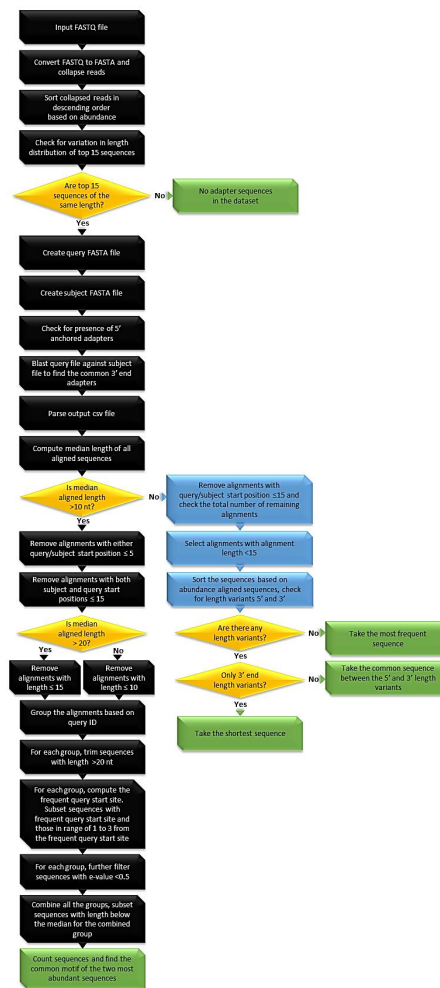 Input FASTQ file
Convert FASTQ to FASTA and
collapse reads
Sort collapsed reads in
descending order
based on abundance
Check for variation in length
distribution of top 15 sequences
Are top 15
sequences of the
same length?
No
No adapter sequences
in the dataset
Yes
Create query FASTA file
Create subject FASTA file
Check for presence of 5'
anchored adapters
Blast query file against subject
file to find the common 3' end
adapters
Parse output csv file
Compute median length of all
aligned sequences
Is median
aligned length
>10 nt?
No
Remove alignments with
query/subject start position ≤15 and
check the total number of remaining
alignments
Yes
Select alignments with alignment
length <15
Remove alignments with either
query/subject start position ≤ 5
Sort the sequences based on
abundance aligned sequences, check
for length variants 5' and 3'
Remove alignments with both
subject and query start
positions ≤ 15
Is median
aligned length
> 20?
Are there any
length variants?
No
Take the most frequent
sequence
Yes
No
Yes
Remove
alignments with
length ≤ 15
Remove
alignments with
length ≤ 10
Only 3' end
length variants?
No
Take the common sequence
between the 5' and 3' length
variants
Yes
Group the alignments based on
query ID
Take the shortest sequence
For each group, trim sequences
with length >20 nt
For each group, compute the
frequent query start site.
Subset sequences with
frequent query start site and
those in range of 1 to 3 from
the frequent query start site
For each group, further filter
sequences with e-value <0.5
Combine all the groups, subset
sequences with length below
the median for the combined
group
Count sequences and find the
common motif of the two most
abundant sequences